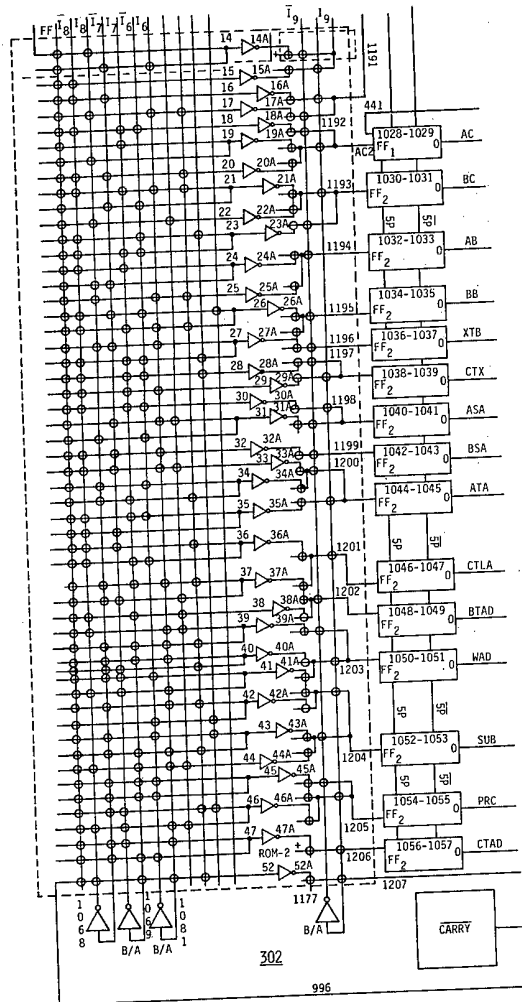 FF I̅8 I8 I̅7 I7 I̅6 I6
I̅9 I9
14 14A
15 15A
16 16A
17 17A
18 18A
19 19A
20 20A
21 21A
22 22A
23 23A
24 24A
25 25A
26 26A
27 27A
28 28A
29 29A
30 30A
31 31A
32 32A
33 33A
34 34A
35 35A
36 36A
37 37A
38 38A
39 39A
40 40A
41 41A
42 42A
43 43A
44 44A
45 45A
46 46A
47 47A
ROM-2 +
52 52A
+
1191
441
1192
AC2
1193
1194
1195
1196
1197
1198
1199
1200
1201
1202
1203
1204
1205
1206
1207
1177
1028-1029 FF1 0 AC
1030-1031 FF2 0 BC
5P 5P̅
1032-1033 FF2 0 AB
1034-1035 FF2 0 BB
1036-1037 FF2 0 XTB
1038-1039 FF2 0 CTX
1040-1041 FF2 0 ASA
1042-1043 FF2 0 BSA
1044-1045 FF2 0 ATA
5P 5P̅
1046-1047 FF2 0 CTLA
1048-1049 FF2 0 BTAD
1050-1051 FF2 0 WAD
5P 5P̅
1052-1053 FF2 0 SUB
5P 5P̅
1054-1055 FF2 0 PRC
1056-1057 FF2 0 CTAD
1068
B/A
1069
B/A
1081
B/A
302
C̅A̅R̅R̅Y̅
996